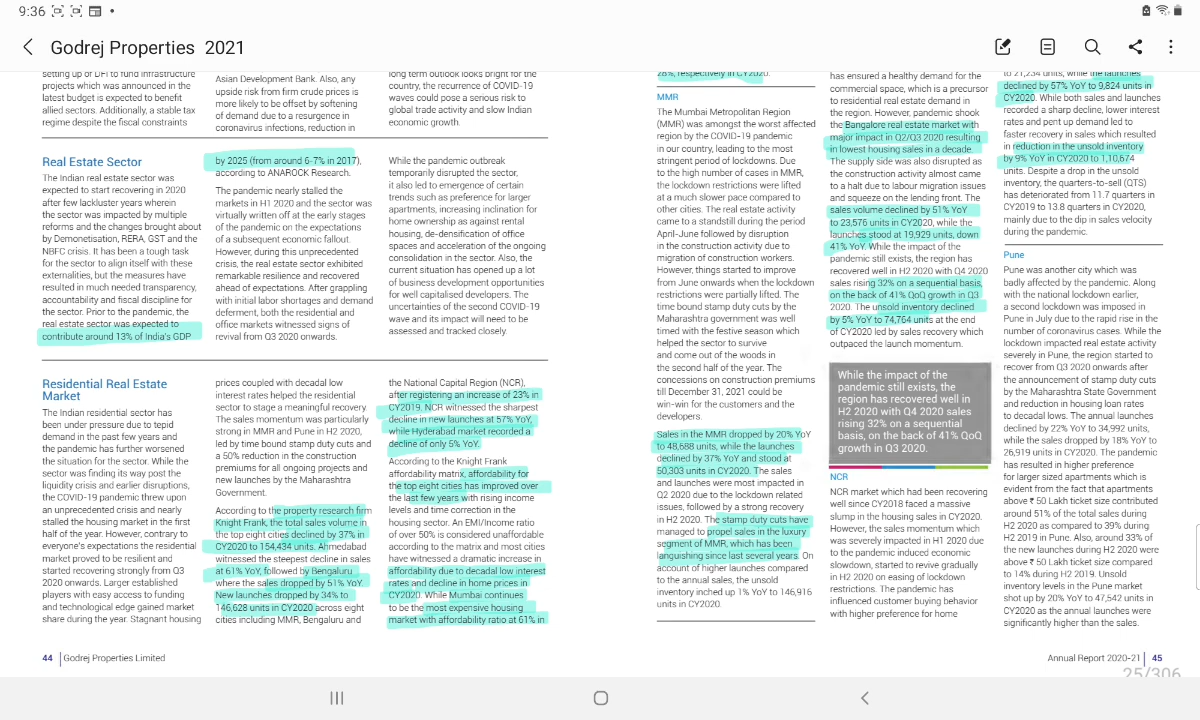 9:36
Godrej Properties 2021
setting up of DFI to fund infrastructure
projects which was announced in the
latest budget is expected to benefit
allied sectors. Additionally, a stable tax
regime despite the fiscal constraints
Asian Development Bank. Also, any
upside risk from firm crude prices is
more likely to be offset by softening
of demand due to a resurgence in
coronavirus infections, reduction in
long term outlook looks bright for the
country, the recurrence of COVID-19
waves could pose a serious risk to
global trade activity and slow Indian
economic growth.
Real Estate Sector
The Indian real estate sector was
expected to start recovering in 2020
after few lackluster years wherein
the sector was impacted by multiple
reforms and the changes brought about
by Demonetisation, RERA, GST and the
NBFC crisis. It has been a tough task
for the sector to align itself with these
externalities, but the measures have
resulted in much needed transparency,
accountability and fiscal discipline for
the sector. Prior to the pandemic, the
real estate sector was expected to
contribute around 13% of India's GDP
by 2025 (from around 6-7% in 2017),
according to ANAROCK Research.
The pandemic nearly stalled the
markets in H1 2020 and the sector was
virtually written off at the early stages
of the pandemic on the expectations
of a subsequent economic fallout.
However, during this unprecedented
crisis, the real estate sector exhibited
remarkable resilience and recovered
ahead of expectations. After grappling
with initial labor shortages and demand
deferment, both the residential and
office markets witnessed signs of
revival from Q3 2020 onwards.
While the pandemic outbreak
temporarily disrupted the sector,
it also led to emergence of certain
trends such as preference for larger
apartments, increasing inclination for
home ownership as against rental
housing, de-densification of office
spaces and acceleration of the ongoing
consolidation in the sector. Also, the
current situation has opened up a lot
of business development opportunities
for well capitalised developers. The
uncertainties of the second COVID-19
wave and its impact will need to be
assessed and tracked closely.
Residential Real Estate
Market
The Indian residential sector has
been under pressure due to tepid
demand in the past few years and
the pandemic has further worsened
the situation for the sector. While the
sector was finding its way post the
liquidity crisis and earlier disruptions,
the COVID-19 pandemic threw upon
an unprecedented crisis and nearly
stalled the housing market in the first
half of the year. However, contrary to
everyone's expectations the residential
market proved to be resilient and
started recovering strongly from Q3
2020 onwards. Larger established
players with easy access to funding
and technological edge gained market
share during the year. Stagnant housing
prices coupled with decadal low
interest rates helped the residential
sector to stage a meaningful recovery.
The sales momentum was particularly
strong in MMR and Pune in H2 2020,
led by time bound stamp duty cuts and
a 50% reduction in the construction
premiums for all ongoing projects and
new launches by the Maharashtra
Government.
According to the property research firm
Knight Frank, the total sales volume in
the top eight cities declined by 37% in
CY2020 to 154,434 units. Ahmedabad
witnessed the steepest decline in sales
at 61% YoY, followed by Bengaluru
where the sales dropped by 51% YoY.
New launches dropped by 34% to
146,628 units in CY2020 across eight
cities including MMR, Bengaluru and
the National Capital Region (NCR),
after registering an increase of 23% in
CY2019. NCR witnessed the sharpest
decline in new launches at 57% YoY,
while Hyderabad market recorded a
decline of only 5% YoY.
According to the Knight Frank
affordability matrix, affordability for
the top eight cities has improved over
the last few years with rising income
levels and time correction in the
housing sector. An EMI/Income ratio
of over 50% is considered unaffordable
according to the matrix and most cities
have witnessed a dramatic increase in
affordability due to decadal low interest
rates and decline in home prices in
CY2020. While Mumbai continues
to be the most expensive housing
market with affordability ratio at 61% in
44 Godrej Properties Limited
28%, respectively in CY2020.
MMR
The Mumbai Metropolitan Region
(MMR) was amongst the worst affected
region by the COVID-19 pandemic
in our country, leading to the most
stringent period of lockdowns. Due
to the high number of cases in MMR,
the lockdown restrictions were lifted
at a much slower pace compared to
other cities. The real estate activity
came to a standstill during the period
April-June followed by disruption
in the construction activity due to
migration of construction workers.
However, things started to improve
from June onwards when the lockdown
restrictions were partially lifted. The
time bound stamp duty cuts by the
Maharashtra government was well
timed with the festive season which
helped the sector to survive
and come out of the woods in
the second half of the year. The
concessions on construction premiums
till December 31, 2021 could be
win-win for the customers and the
developers.
Sales in the MMR dropped by 20% YoY
to 48,688 units, while the launches
declined by 37% YoY and stood at
50,303 units in CY2020. The sales
and launches were most impacted in
Q2 2020 due to the lockdown related
issues, followed by a strong recovery
in H2 2020. The stamp duty cuts have
managed to propel sales in the luxury
segment of MMR, which has been
languishing since last several years. On
account of higher launches compared
to the annual sales, the unsold
inventory inched up 1% YoY to 146,916
units in CY2020.
has ensured a healthy demand for the
commercial space, which is a precursor
to residential real estate demand in
the region. However, pandemic shook
the Bangalore real estate market with
major impact in Q2/Q3 2020 resulting
in lowest housing sales in a decade.
The supply side was also disrupted as
the construction activity almost came
to a halt due to labour migration issues
and squeeze on the lending front. The
sales volume declined by 51% YoY
to 23,576 units in CY2020, while the
launches stood at 19,929 units, down
41% YoY. While the impact of the
pandemic still exists, the region has
recovered well in H2 2020 with Q4 2020
sales rising 32% on a sequential basis,
on the back of 41% QoQ growth in Q3
2020. The unsold inventory declined
by 5% YoY to 74,764 units at the end
of CY2020 led by sales recovery which
outpaced the launch momentum.
While the impact of the
pandemic still exists, the
region has recovered well in
H2 2020 with Q4 2020 sales
rising 32% on a sequential
basis, on the back of 41% QoQ
growth in Q3 2020.
NCR
NCR market which had been recovering
well since CY2018 faced a massive
slump in the housing sales in CY2020.
However, the sales momentum which
was severely impacted in H1 2020 due
to the pandemic induced economic
slowdown, started to revive gradually
in H2 2020 on easing of lockdown
restrictions. The pandemic has
influenced customer buying behavior
with higher preference for home
to 21,234 units, while the launches
declined by 57% YoY to 9,824 units in
CY2020. While both sales and launches
recorded a sharp decline, lower interest
rates and pent up demand led to
faster recovery in sales which resulted
in reduction in the unsold inventory
by 9% YoY in CY2020 to 1,10,674
units. Despite a drop in the unsold
inventory, the quarters-to-sell (QTS)
has deteriorated from 11.7 quarters in
CY2019 to 13.8 quarters in CY2020,
mainly due to the dip in sales velocity
during the pandemic.
Pune
Pune was another city which was
badly affected by the pandemic. Along
with the national lockdown earlier,
a second lockdown was imposed in
Pune in July due to the rapid rise in the
number of coronavirus cases. While the
lockdown impacted real estate activity
severely in Pune, the region started to
recover from Q3 2020 onwards after
the announcement of stamp duty cuts
by the Maharashtra State Government
and reduction in housing loan rates
to decadal lows. The annual launches
declined by 22% YoY to 34,992 units,
while the sales dropped by 18% YoY to
26,919 units in CY2020. The pandemic
has resulted in higher preference
for larger sized apartments which is
evident from the fact that apartments
above ₹ 50 Lakh ticket size contributed
around 51% of the total sales during
H2 2020 as compared to 39% during
H2 2019. Also, around 33% of
the new launches during H2 2020 were
above ₹ 50 Lakh ticket size compared
to 14% during H2 2019. Unsold
inventory levels in the Pune market
shot up by 20% YoY to 47,542 units in
CY2020 as the annual launches were
significantly higher than the sales.
Annual Report 2020-21 45
25/306